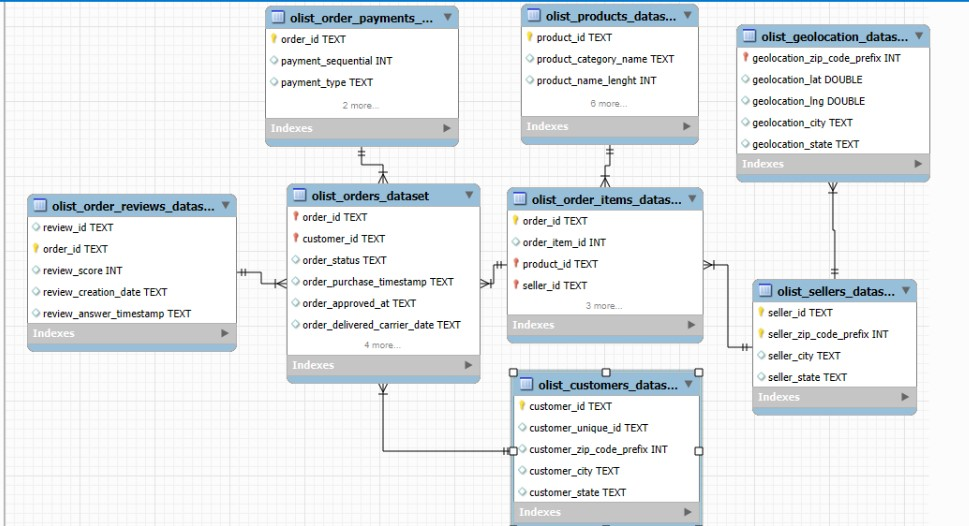 olist_order_payments_...
order_id TEXT
payment_sequential INT
payment_type TEXT
2 more...
Indexes
olist_products_datas...
product_id TEXT
product_category_name TEXT
product_name_lenght INT
6 more...
Indexes
olist_geolocation_datas...
geolocation_zip_code_prefix INT
geolocation_lat DOUBLE
geolocation_lng DOUBLE
geolocation_city TEXT
geolocation_state TEXT
Indexes
olist_order_reviews_datas...
review_id TEXT
order_id TEXT
review_score INT
review_creation_date TEXT
review_answer_timestamp TEXT
Indexes
olist_orders_dataset
order_id TEXT
customer_id TEXT
order_status TEXT
order_purchase_timestamp TEXT
order_approved_at TEXT
order_delivered_carrier_date TEXT
4 more...
Indexes
olist_order_items_datas...
order_id TEXT
order_item_id INT
product_id TEXT
seller_id TEXT
3 more...
Indexes
olist_sellers_datas...
seller_id TEXT
seller_zip_code_prefix INT
seller_city TEXT
seller_state TEXT
Indexes
olist_customers_datas...
customer_id TEXT
customer_unique_id TEXT
customer_zip_code_prefix INT
customer_city TEXT
customer_state TEXT
Indexes